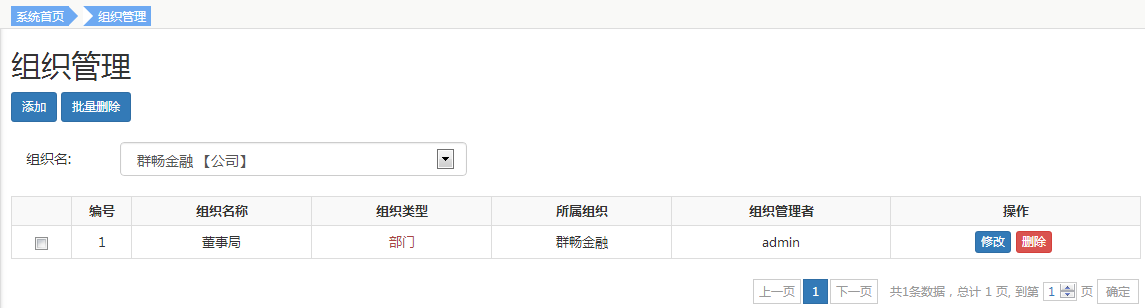 系统首页 组织管理
组织管理
添加 批量删除
组织名: 群畅金融 【公司】
编号 组织名称 组织类型 所属组织 组织管理者 操作
1 董事局 部门 群畅金融 admin 修改 删除
上一页 1 下一页 共1条数据，总计 1 页, 到第 1 页 确定